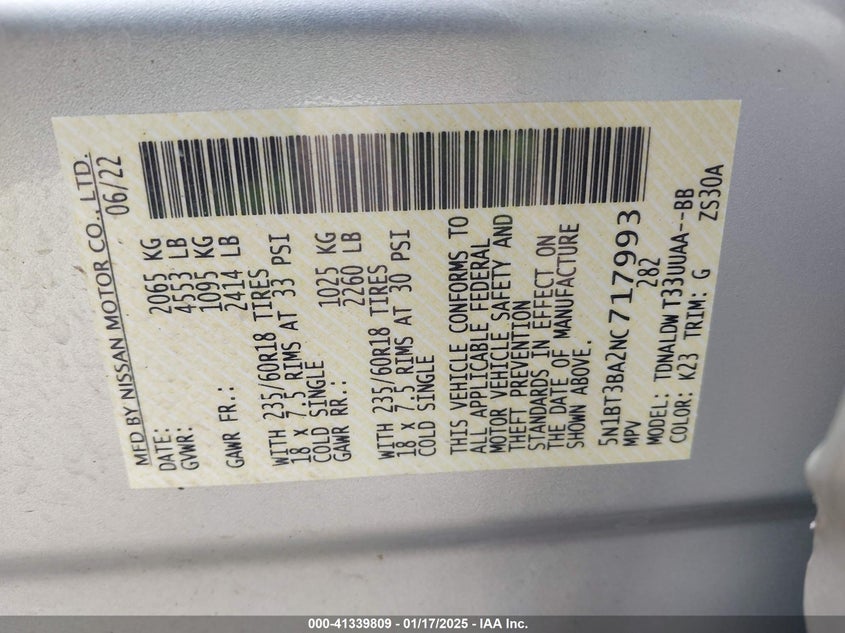 MFD BY NISSAN MOTOR CO., LTD.
DATE: 06/22
GVWR: 2065 KG
4553 LB
GAWR FR.: 1095 KG
2414 LB
WITH 235/60R18 TIRES
18 x 7.5 RIMS AT 33 PSI
COLD SINGLE
GAWR RR.: 1025 KG
2260 LB
WITH 235/60R18 TIRES
18 x 7.5 RIMS AT 30 PSI
COLD SINGLE
THIS VEHICLE CONFORMS TO
ALL APPLICABLE FEDERAL
MOTOR VEHICLE SAFETY AND
THEFT PREVENTION
STANDARDS IN EFFECT ON
THE DATE OF MANUFACTURE
SHOWN ABOVE.
5N1BT3BA2NC717993
MPV 282
MODEL: TDNALDW T33UUAA--BB
COLOR: K23 TRIM: G ZS30A
000-41339809 - 01/17/2025 - IAA Inc.